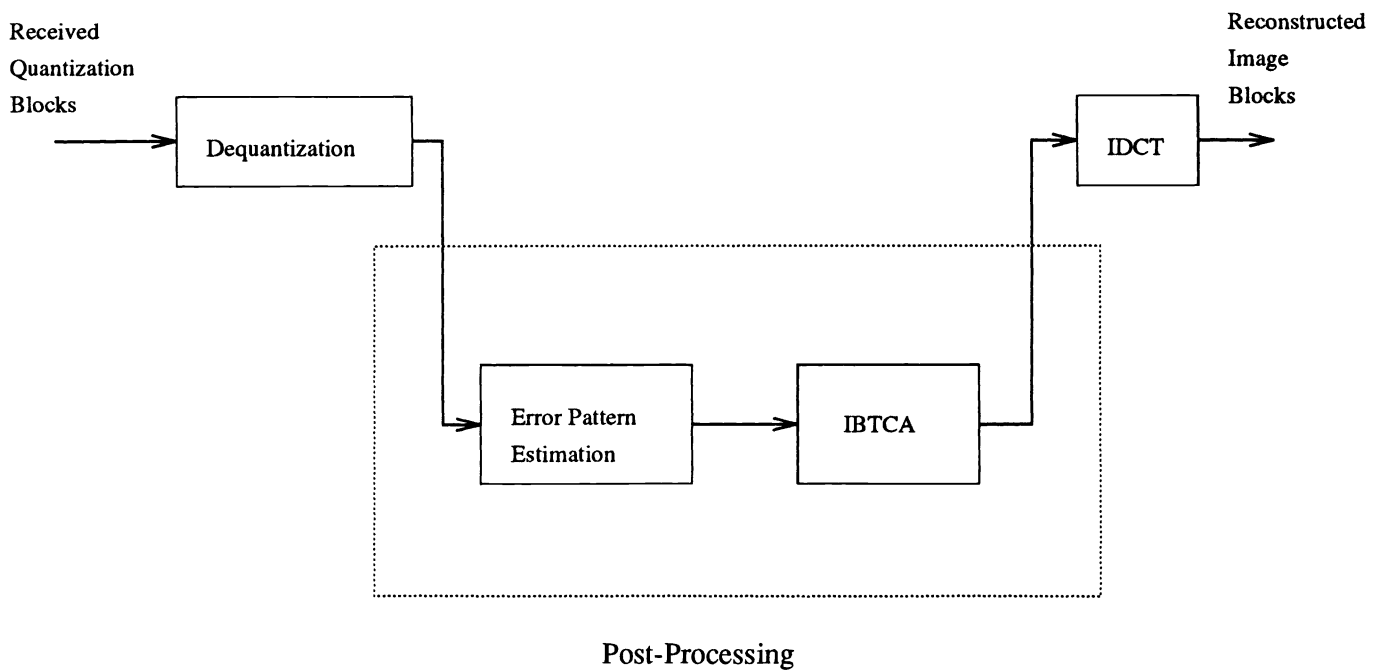 Received
Quantization
Blocks
Dequantization
Reconstructed
Image
Blocks
IDCT
Error Pattern
Estimation
IBTCA
Post-Processing